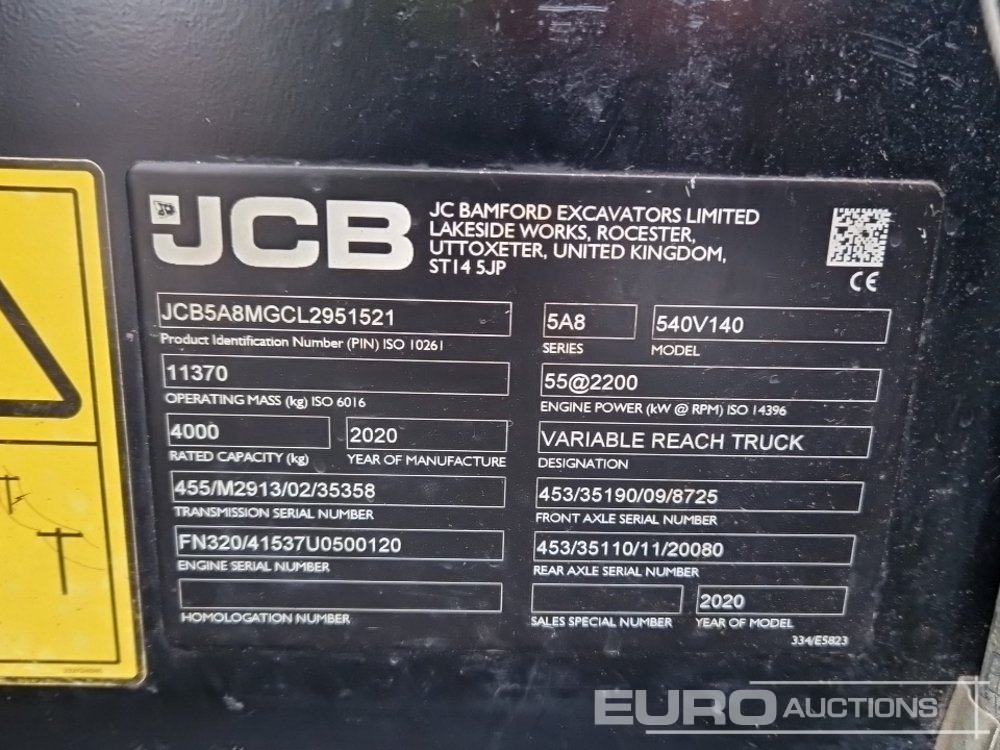 JCB
JC BAMFORD EXCAVATORS LIMITED
LAKESIDE WORKS, ROCESTER,
UTTOXETER, UNITED KINGDOM,
ST14 5JP
CE
JCB5A8MGCL2951521
Product Identification Number (PIN) ISO 10261
5A8
SERIES
540V140
MODEL
11370
OPERATING MASS (kg) ISO 6016
55@2200
ENGINE POWER (kW @ RPM) ISO 14396
4000
RATED CAPACITY (kg)
2020
YEAR OF MANUFACTURE
VARIABLE REACH TRUCK
DESIGNATION
455/M2913/02/35358
TRANSMISSION SERIAL NUMBER
453/35190/09/8725
FRONT AXLE SERIAL NUMBER
FN320/41537U0500120
ENGINE SERIAL NUMBER
453/35110/11/20080
REAR AXLE SERIAL NUMBER
HOMOLOGATION NUMBER
SALES SPECIAL NUMBER
2020
YEAR OF MODEL
334/E5823
EURO AUCTIONS